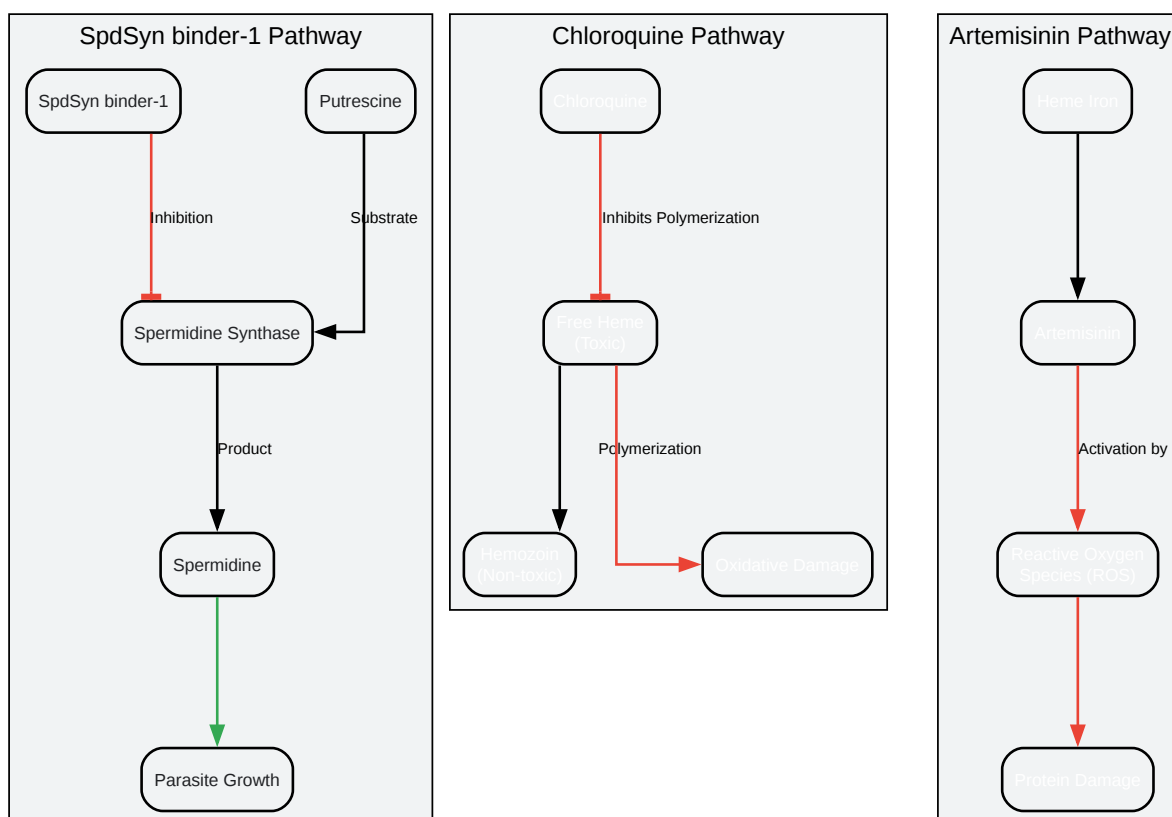 SpdSyn binder-1 Pathway
SpdSyn binder-1
Putrescine
Inhibition
Substrate
Spermidine Synthase
Product
Spermidine
Parasite Growth
Chloroquine Pathway
Chloroquine
Inhibits Polymerization
Free Heme
(Toxic)
Polymerization
Hemozoin
(Non-toxic)
Oxidative Damage
Artemisinin Pathway
Heme Iron
Artemisinin
Activation by
Reactive Oxygen
Species (ROS)
Protein Damage